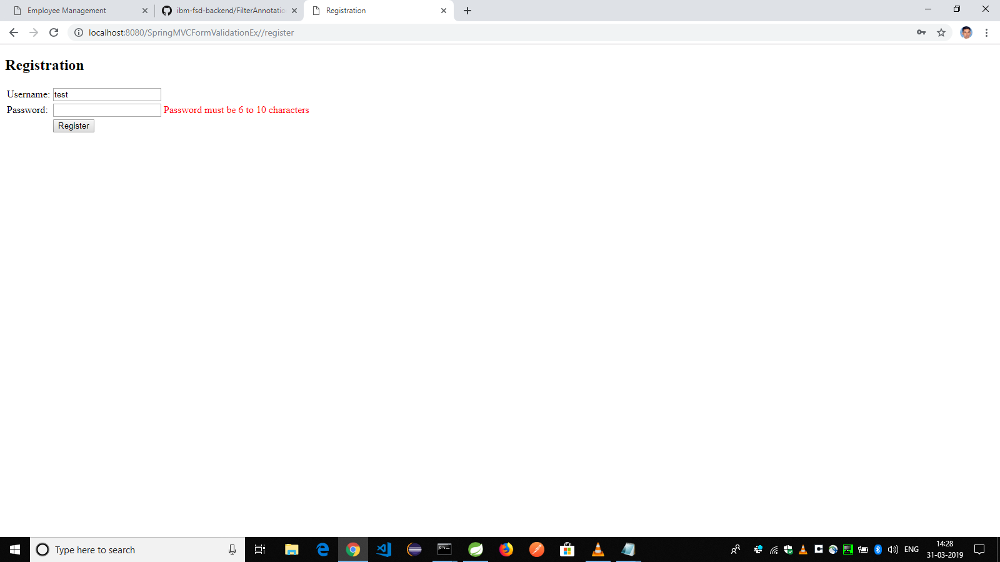 Employee Management
ibm-fsd-backend/FilterAnnotatio
Registration
localhost:8080/SpringMVCFormValidationEx//register
Registration
Username: test
Password: Password must be 6 to 10 characters
Register
Type here to search
ENG
14:28
31-03-2019